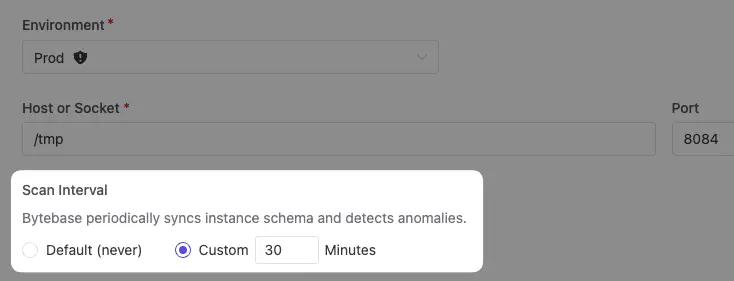 Environment *
Prod
Host or Socket * Port
/tmp 8084
Scan Interval
Bytebase periodically syncs instance schema and detects anomalies.
Default (never) Custom 30 Minutes